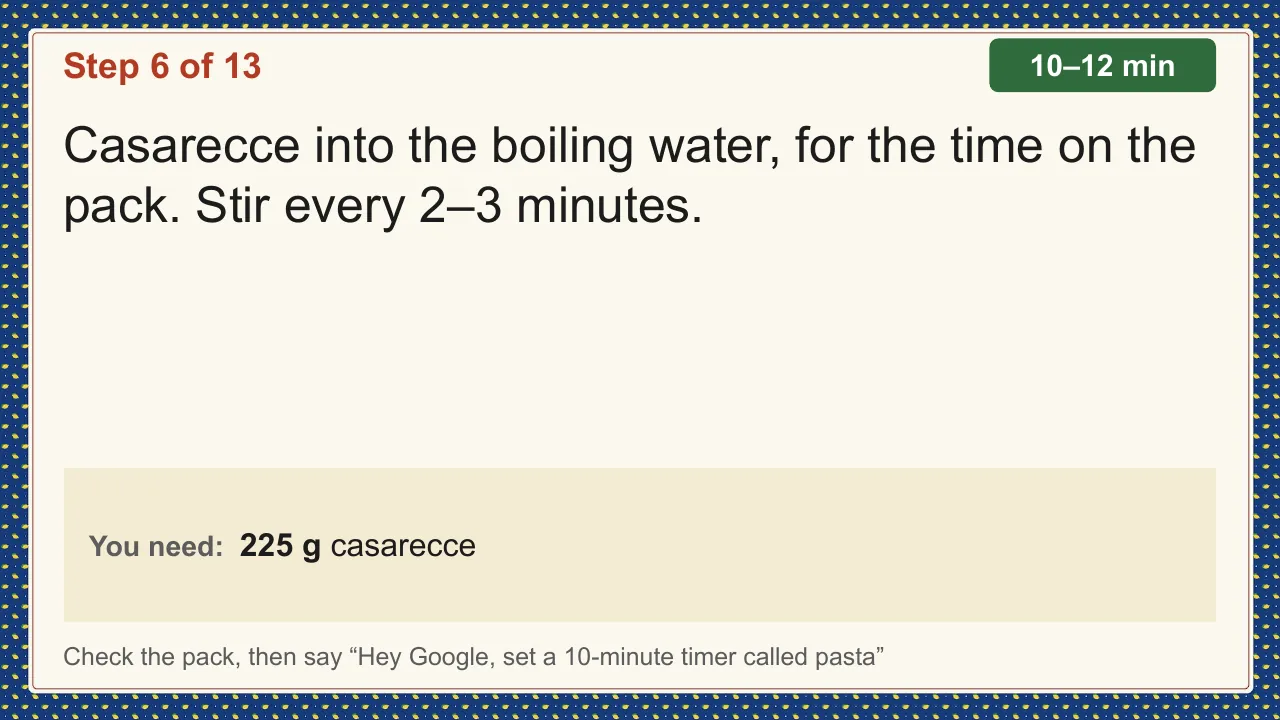 Step 6 of 13
10–12 min
Casarecce into the boiling water, for the time on the
pack. Stir every 2–3 minutes.
You need: 225 g casarecce
Check the pack, then say “Hey Google, set a 10-minute timer called pasta”